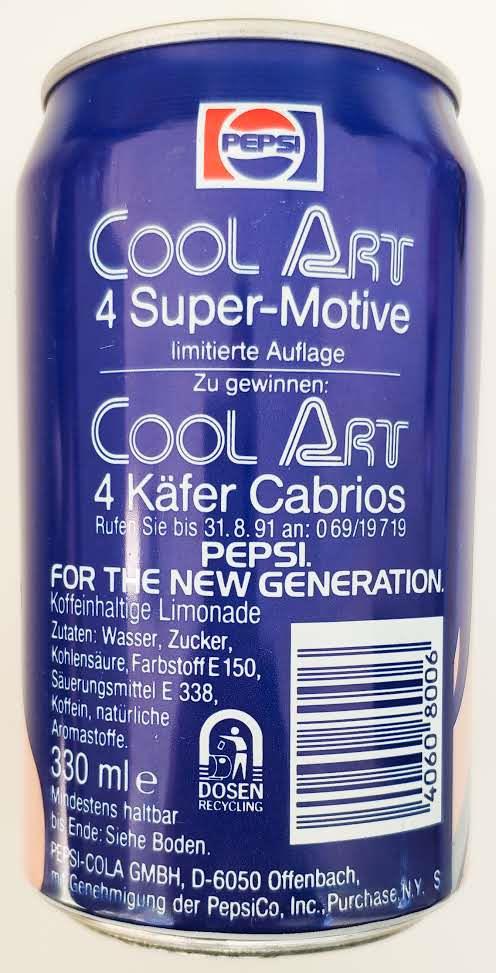 PEPSI
COOL ART
4 Super-Motive
limitierte Auflage
Zu gewinnen:
COOL ART
4 Käfer Cabrios
Rufen Sie bis 31.8.91 an: 069/19719
PEPSI.
FOR THE NEW GENERATION.
Koffeinhaltige Limonade
Zutaten: Wasser, Zucker,
Kohlensäure, Farbstoff E 150,
Säuerungsmittel E 338,
Koffein, natürliche
Aromastoffe.
330 ml e
Mindestens haltbar
bis Ende: Siehe Boden.
DOSEN
RECYCLING
4060 8006
PEPSI-COLA GMBH, D-6050 Offenbach,
mit Genehmigung der PepsiCo, Inc., Purchase, N.Y. S